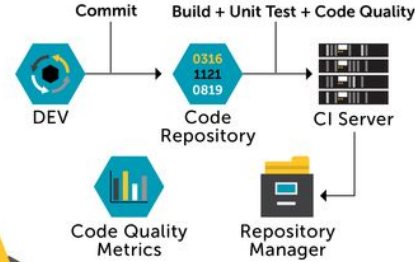 Commit
Build + Unit Test + Code Quality
0316
1121
0819
DEV
Code
Repository
CI Server
Code Quality
Metrics
Repository
Manager